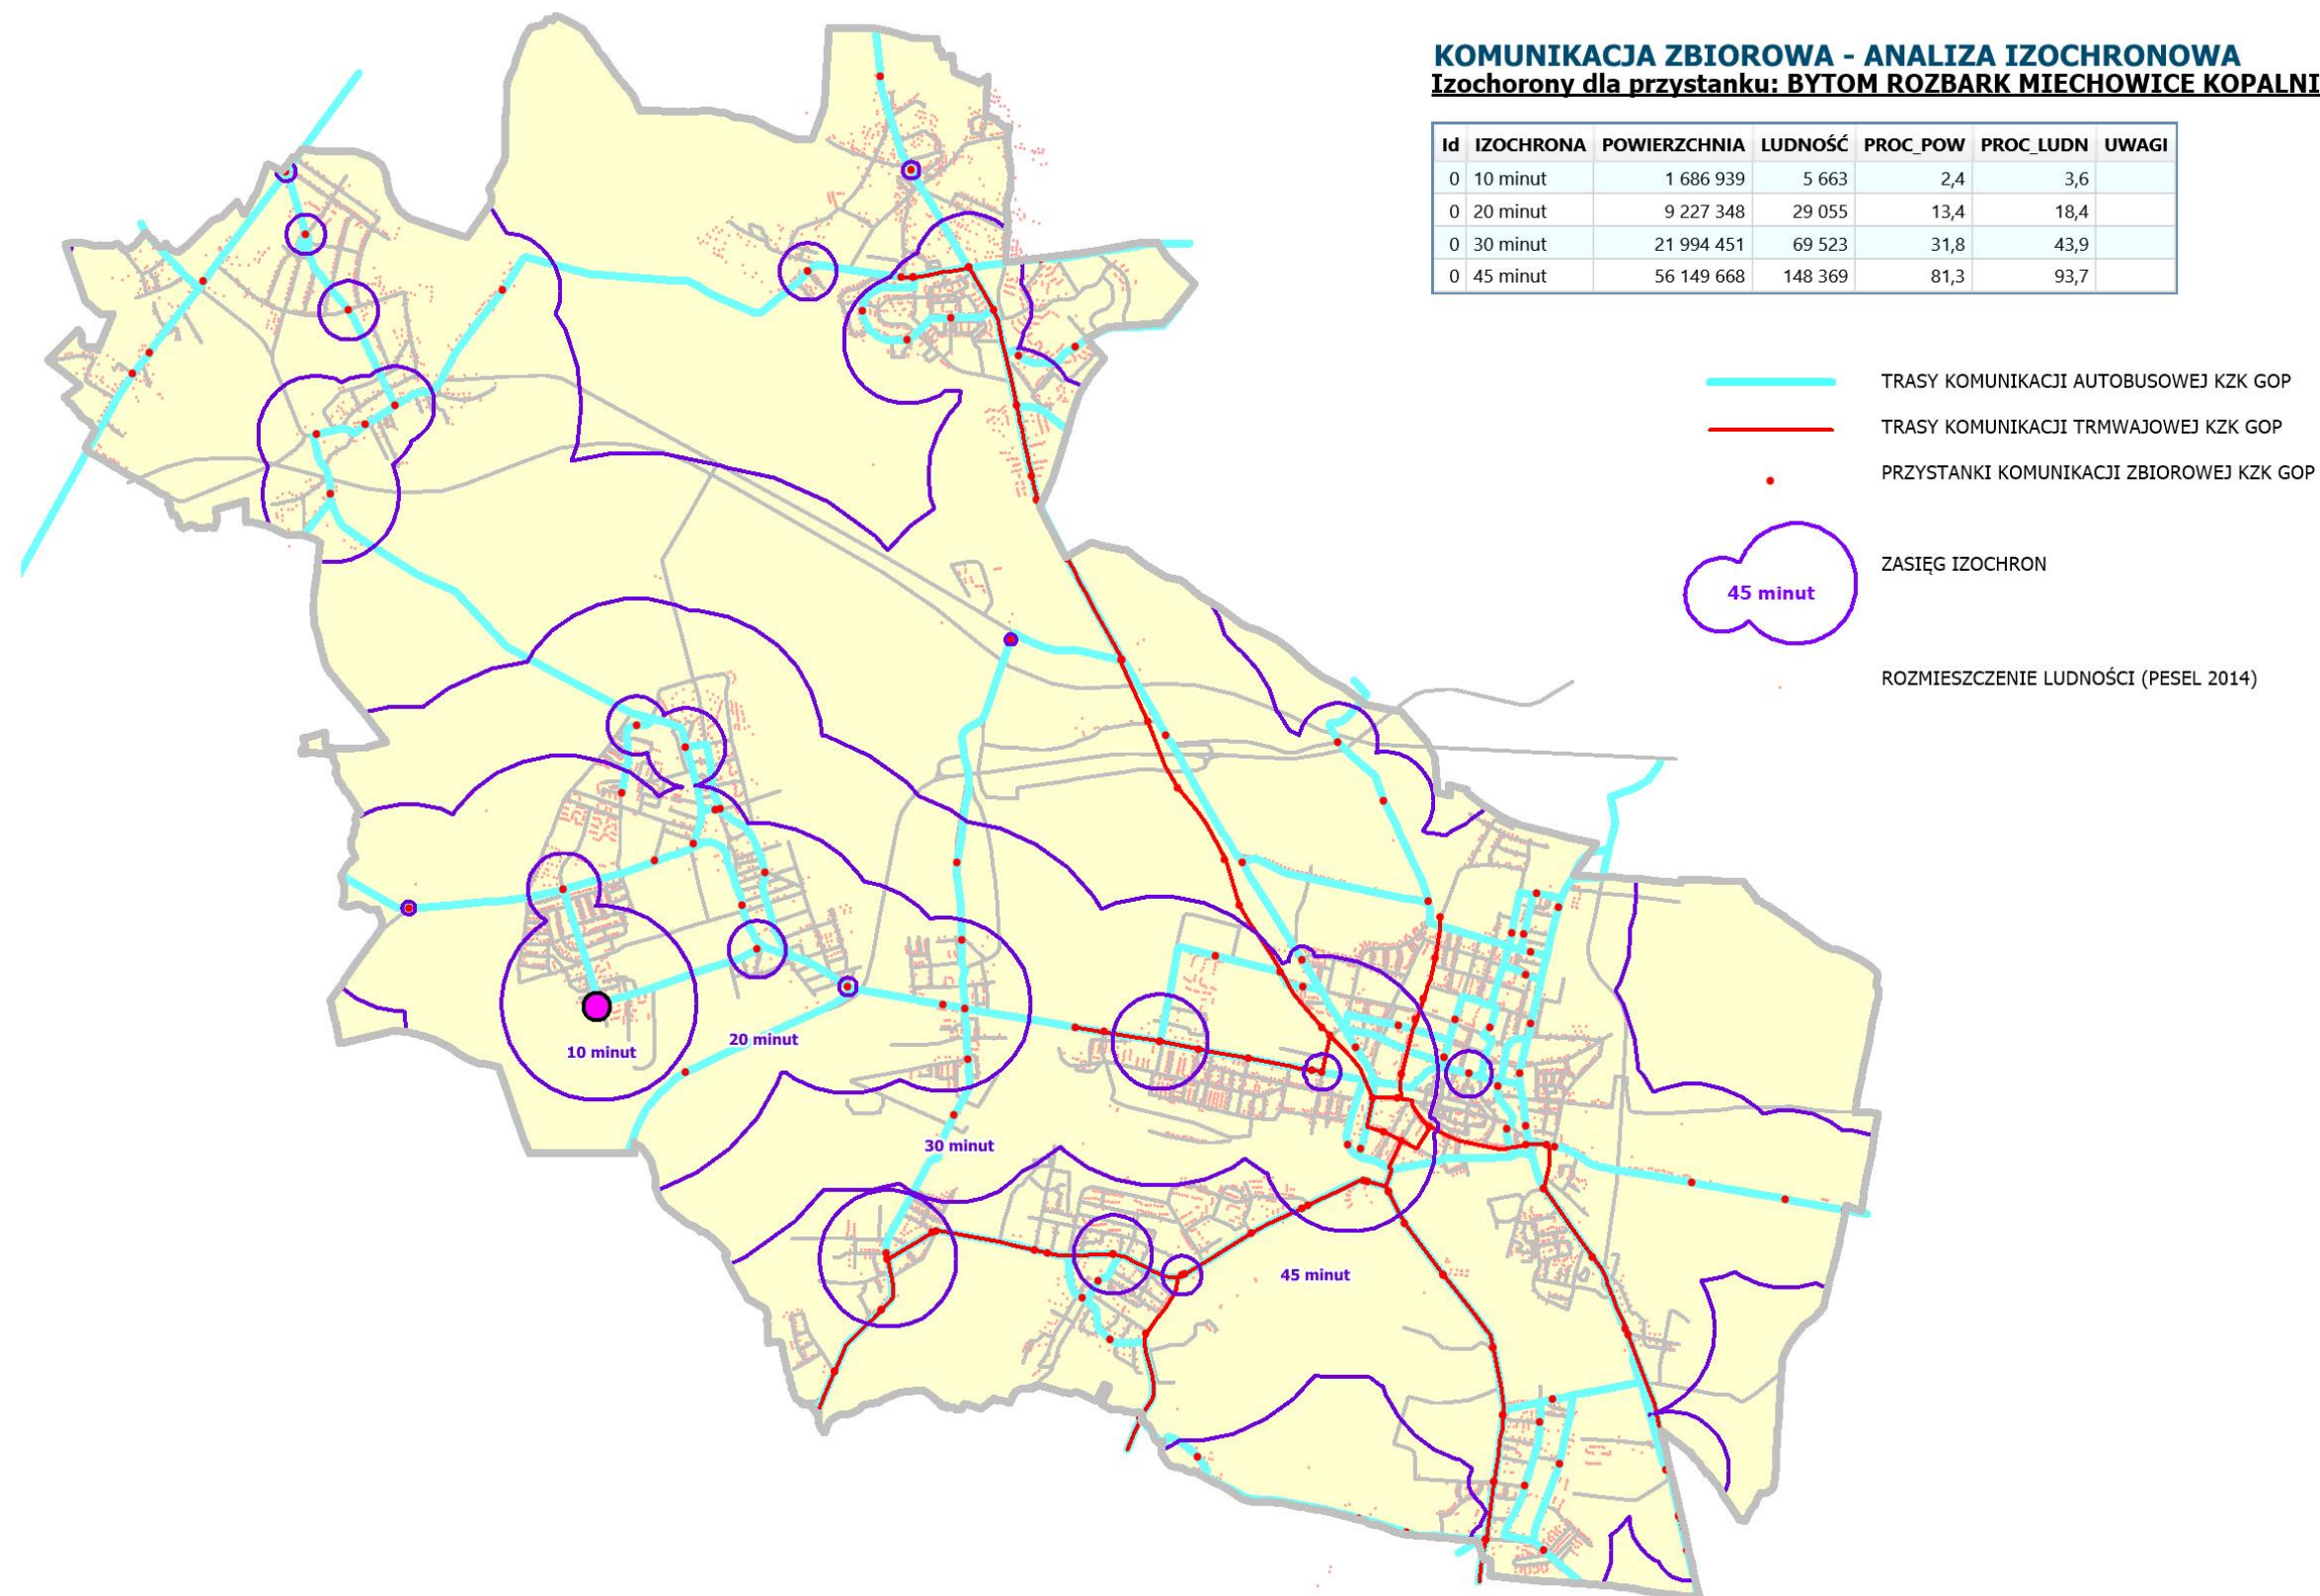 KOMUNIKACJA ZBIOROWA - ANALIZA IZOCHRONOWA
Izochorony dla przystanku: BYTOM ROZBARK MIECHOWICE KOPALNI
Id IZOCHRONA POWIERZCHNIA LUDNOŚĆ PROC_POW PROC_LUDN UWAGI
0 10 minut 1 686 939 5 663 2,4 3,6
0 20 minut 9 227 348 29 055 13,4 18,4
0 30 minut 21 994 451 69 523 31,8 43,9
0 45 minut 56 149 668 148 369 81,3 93,7
TRASY KOMUNIKACJI AUTOBUSOWEJ KZK GOP
TRASY KOMUNIKACJI TRMWAJOWEJ KZK GOP
PRZYSTANKI KOMUNIKACJI ZBIOROWEJ KZK GOP
ZASIĘG IZOCHRON
45 minut
ROZMIESZCZENIE LUDNOŚCI (PESEL 2014)
20 minut
10 minut
30 minut
45 minut